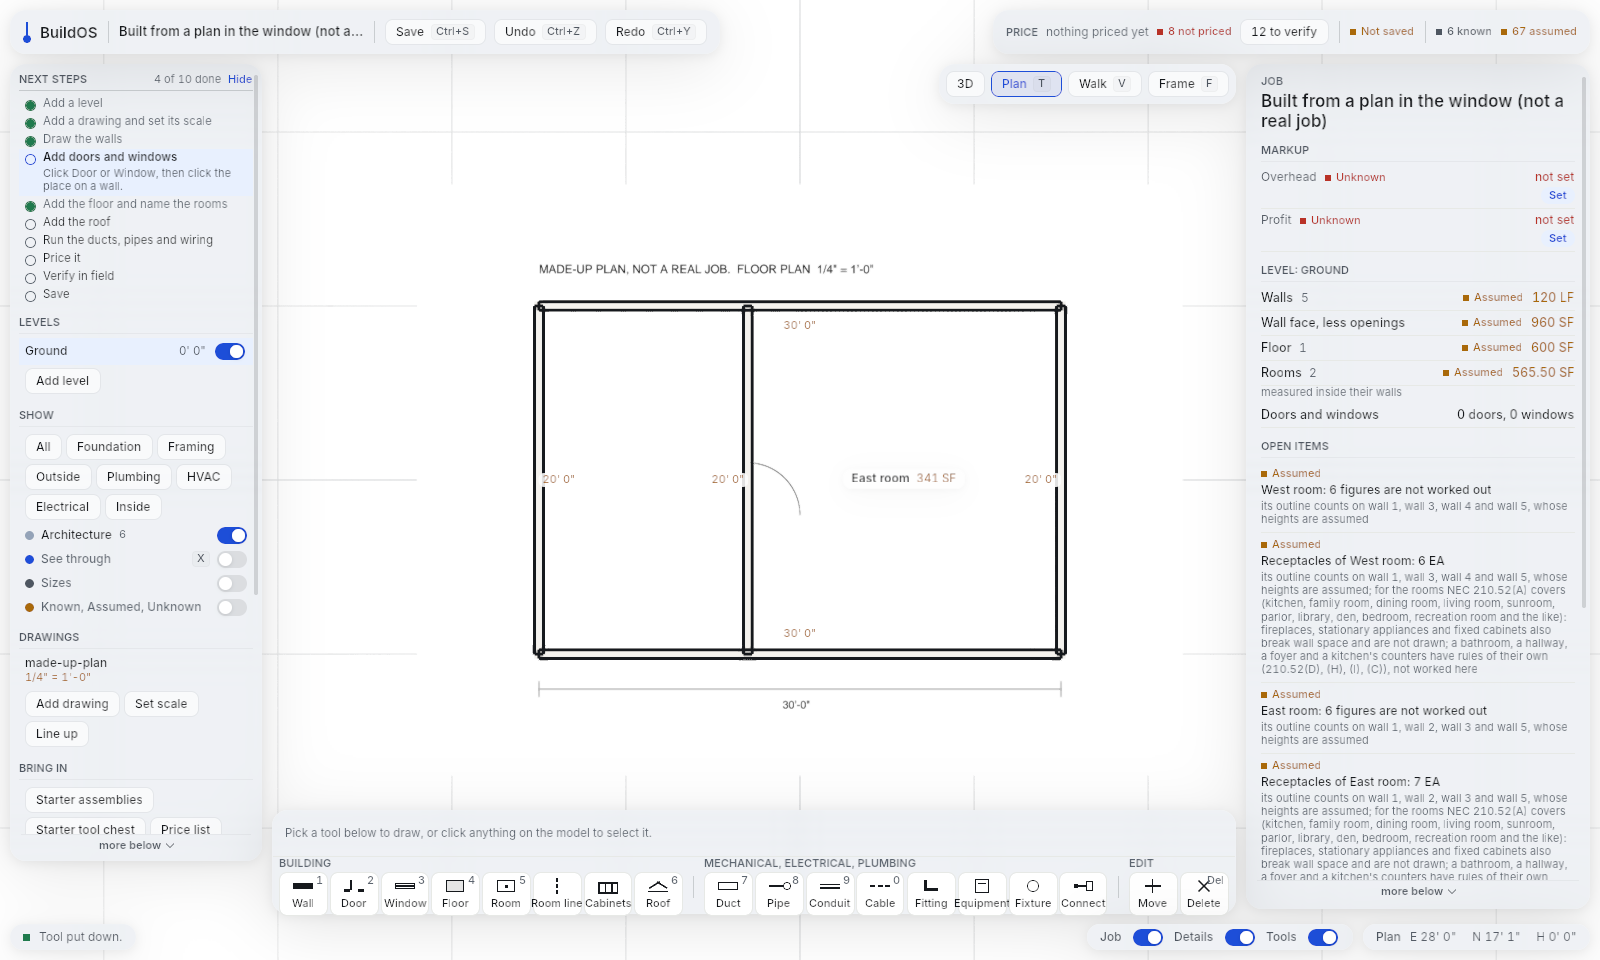 BuildOS
Built from a plan in the window (not a...
Save Ctrl+S
Undo Ctrl+Z
Redo Ctrl+Y
PRICE nothing priced yet 8 not priced 12 to verify Not saved 6 known 67 assumed
NEXT STEPS 4 of 10 done Hide
Add a level
Add a drawing and set its scale
Draw the walls
Add doors and windows
Click Door or Window, then click the
place on a wall.
Add the floor and name the rooms
Add the roof
Run the ducts, pipes and wiring
Price it
Verify in field
Save
LEVELS
Ground 0' 0"
Add level
SHOW
All Foundation Framing
Outside Plumbing HVAC
Electrical Inside
Architecture 6
See through X
Sizes
Known, Assumed, Unknown
DRAWINGS
made-up-plan
1/4" = 1'-0"
Add drawing Set scale
Line up
BRING IN
Starter assemblies
Starter tool chest Price list
more below
3D Plan T Walk V Frame F
MADE-UP PLAN, NOT A REAL JOB. FLOOR PLAN 1/4" = 1'-0"
30' 0"
20' 0" 20' 0" East room 341 SF 20' 0"
30' 0"
30'-0"
Pick a tool below to draw, or click anything on the model to select it.
BUILDING
Wall 1
Door 2
Window 3
Floor 4
Room 5
Room line
Cabinets
Roof 6
MECHANICAL, ELECTRICAL, PLUMBING
Duct 7
Pipe 8
Conduit 9
Cable 0
Fitting
Equipment
Fixture
Connect
EDIT
Move
Delete Del
JOB
Built from a plan in the window (not a
real job)
MARKUP
Overhead Unknown not set
Set
Profit Unknown not set
Set
LEVEL: GROUND
Walls 5 Assumed 120 LF
Wall face, less openings Assumed 960 SF
Floor 1 Assumed 600 SF
Rooms 2 Assumed 565.50 SF
measured inside their walls
Doors and windows 0 doors, 0 windows
OPEN ITEMS
Assumed
West room: 6 figures are not worked out
its outline counts on wall 1, wall 3, wall 4 and wall 5, whose
heights are assumed
Assumed
Receptacles of West room: 6 EA
its outline counts on wall 1, wall 3, wall 4 and wall 5, whose
heights are assumed; for the rooms NEC 210.52(A) covers
(kitchen, family room, dining room, living room, sunroom,
parlor, library, den, bedroom, recreation room and the like):
fireplaces, stationary appliances and fixed cabinets also
break wall space and are not drawn; a bathroom, a hallway,
a foyer and a kitchen's counters have rules of their own
(210.52(D), (H), (I), (C)), not worked here
Assumed
East room: 6 figures are not worked out
its outline counts on wall 1, wall 2, wall 3 and wall 5, whose
heights are assumed
Assumed
Receptacles of East room: 7 EA
its outline counts on wall 1, wall 2, wall 3 and wall 5, whose
heights are assumed; for the rooms NEC 210.52(A) covers
(kitchen, family room, dining room, living room, sunroom,
parlor, library, den, bedroom, recreation room and the like):
fireplaces, stationary appliances and fixed cabinets also
break wall space and are not drawn; a bathroom, a hallway,
a foyer and a kitchen's counters have rules of their own
more below
Tool put down.
Job Details Tools
Plan E 28' 0" N 17' 1" H 0' 0"